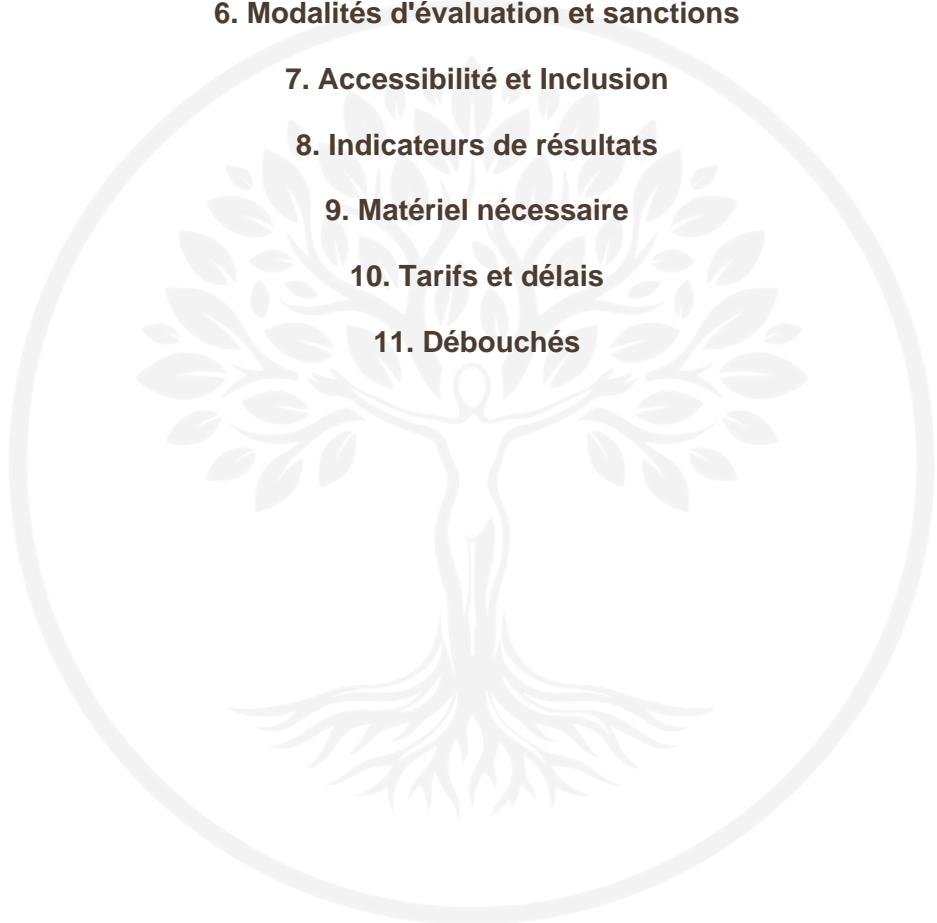 6. Modalités d'évaluation et sanctions
7. Accessibilité et Inclusion
8. Indicateurs de résultats
9. Matériel nécessaire
10. Tarifs et délais
11. Débouchés